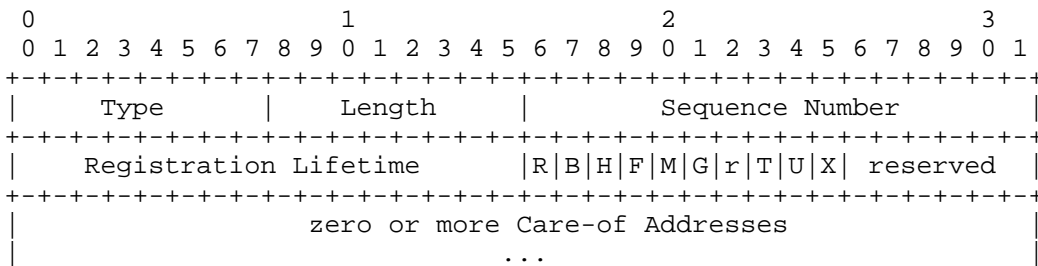 0                   1                   2                   3
 0 1 2 3 4 5 6 7 8 9 0 1 2 3 4 5 6 7 8 9 0 1 2 3 4 5 6 7 8 9 0 1
+-+-+-+-+-+-+-+-+-+-+-+-+-+-+-+-+-+-+-+-+-+-+-+-+-+-+-+-+-+-+-+-+
|     Type      |    Length     |        Sequence Number        |
+-+-+-+-+-+-+-+-+-+-+-+-+-+-+-+-+-+-+-+-+-+-+-+-+-+-+-+-+-+-+-+-+
|    Registration Lifetime      |R|B|H|F|M|G|r|T|U|X| reserved  |
+-+-+-+-+-+-+-+-+-+-+-+-+-+-+-+-+-+-+-+-+-+-+-+-+-+-+-+-+-+-+-+-+
|                  zero or more Care-of Addresses               |
|                              ...                              |